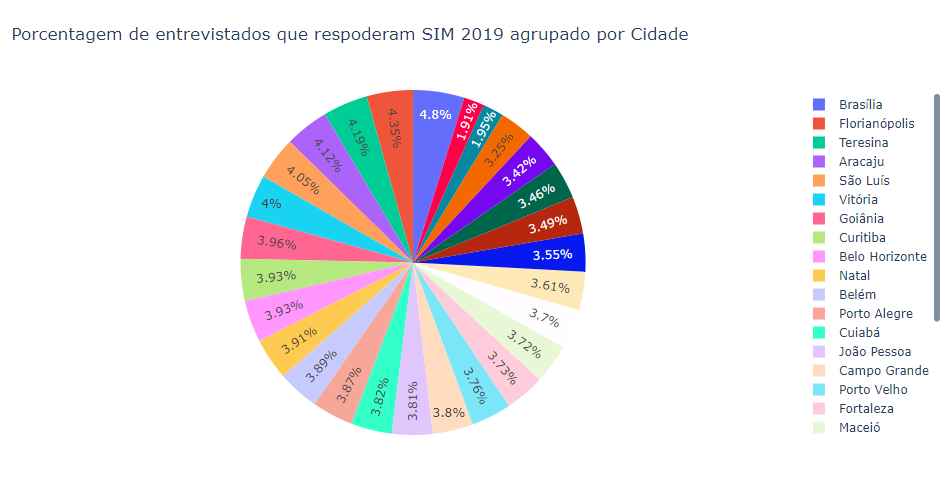 Porcentagem de entrevistados que respoderam SIM 2019 agrupado por Cidade
4.8%
1.91%
1.95%
3.25%
3.42%
3.46%
3.49%
3.55%
3.61%
3.7%
3.72%
3.73%
3.76%
3.8%
3.81%
3.82%
3.87%
3.89%
3.91%
3.93%
3.93%
3.96%
4%
4.05%
4.12%
4.19%
4.35%
Brasília
Florianópolis
Teresina
Aracaju
São Luís
Vitória
Goiânia
Curitiba
Belo Horizonte
Natal
Belém
Porto Alegre
Cuiabá
João Pessoa
Campo Grande
Porto Velho
Fortaleza
Maceió